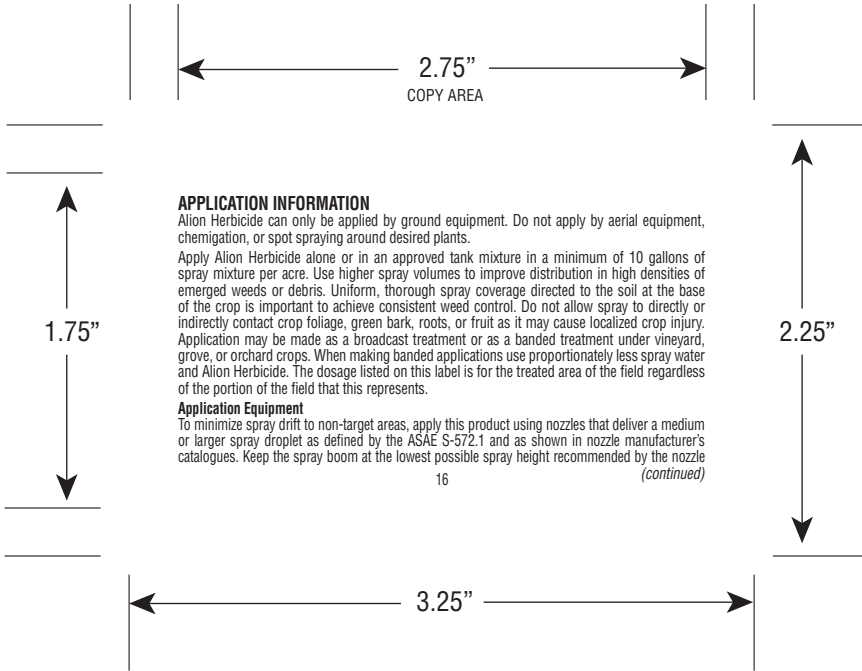 2.75”
COPY AREA
APPLICATION INFORMATION
Alion Herbicide can only be applied by ground equipment. Do not apply by aerial equipment,
chemigation, or spot spraying around desired plants.
Apply Alion Herbicide alone or in an approved tank mixture in a minimum of 10 gallons of
spray mixture per acre. Use higher spray volumes to improve distribution in high densities of
emerged weeds or debris. Uniform, thorough spray coverage directed to the soil at the base
of the crop is important to achieve consistent weed control. Do not allow spray to directly or
indirectly contact crop foliage, green bark, roots, or fruit as it may cause localized crop injury.
Application may be made as a broadcast treatment or as a banded treatment under vineyard,
grove, or orchard crops. When making banded applications use proportionately less spray water
and Alion Herbicide. The dosage listed on this label is for the treated area of the field regardless
of the portion of the field that this represents.
Application Equipment
To minimize spray drift to non-target areas, apply this product using nozzles that deliver a medium
or larger spray droplet as defined by the ASAE S-572.1 and as shown in nozzle manufacturer’s
catalogues. Keep the spray boom at the lowest possible spray height recommended by the nozzle
(continued)
16
1.75”
2.25”
3.25”